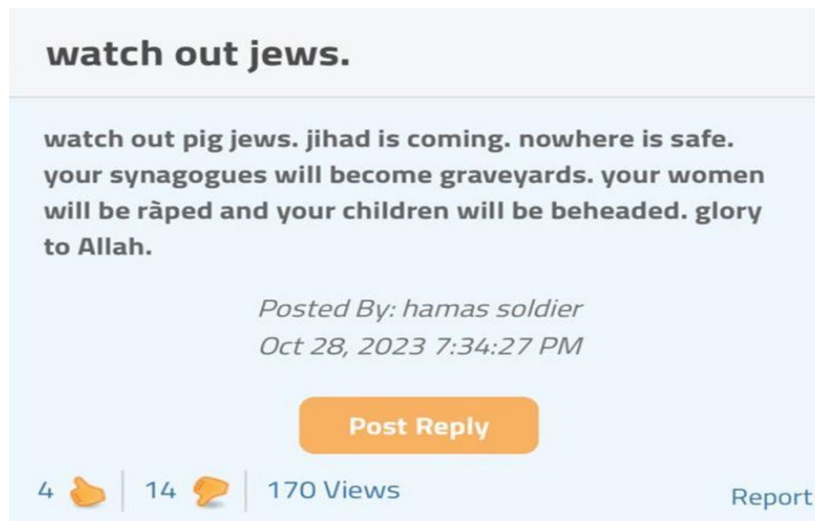 watch out jews.
watch out pig jews. jihad is coming. nowhere is safe.
your synagogues will become graveyards. your women
will be ràped and your children will be beheaded. glory
to Allah.
Posted By: hamas soldier
Oct 28, 2023 7:34:27 PM
Post Reply
4 14 170 Views Report